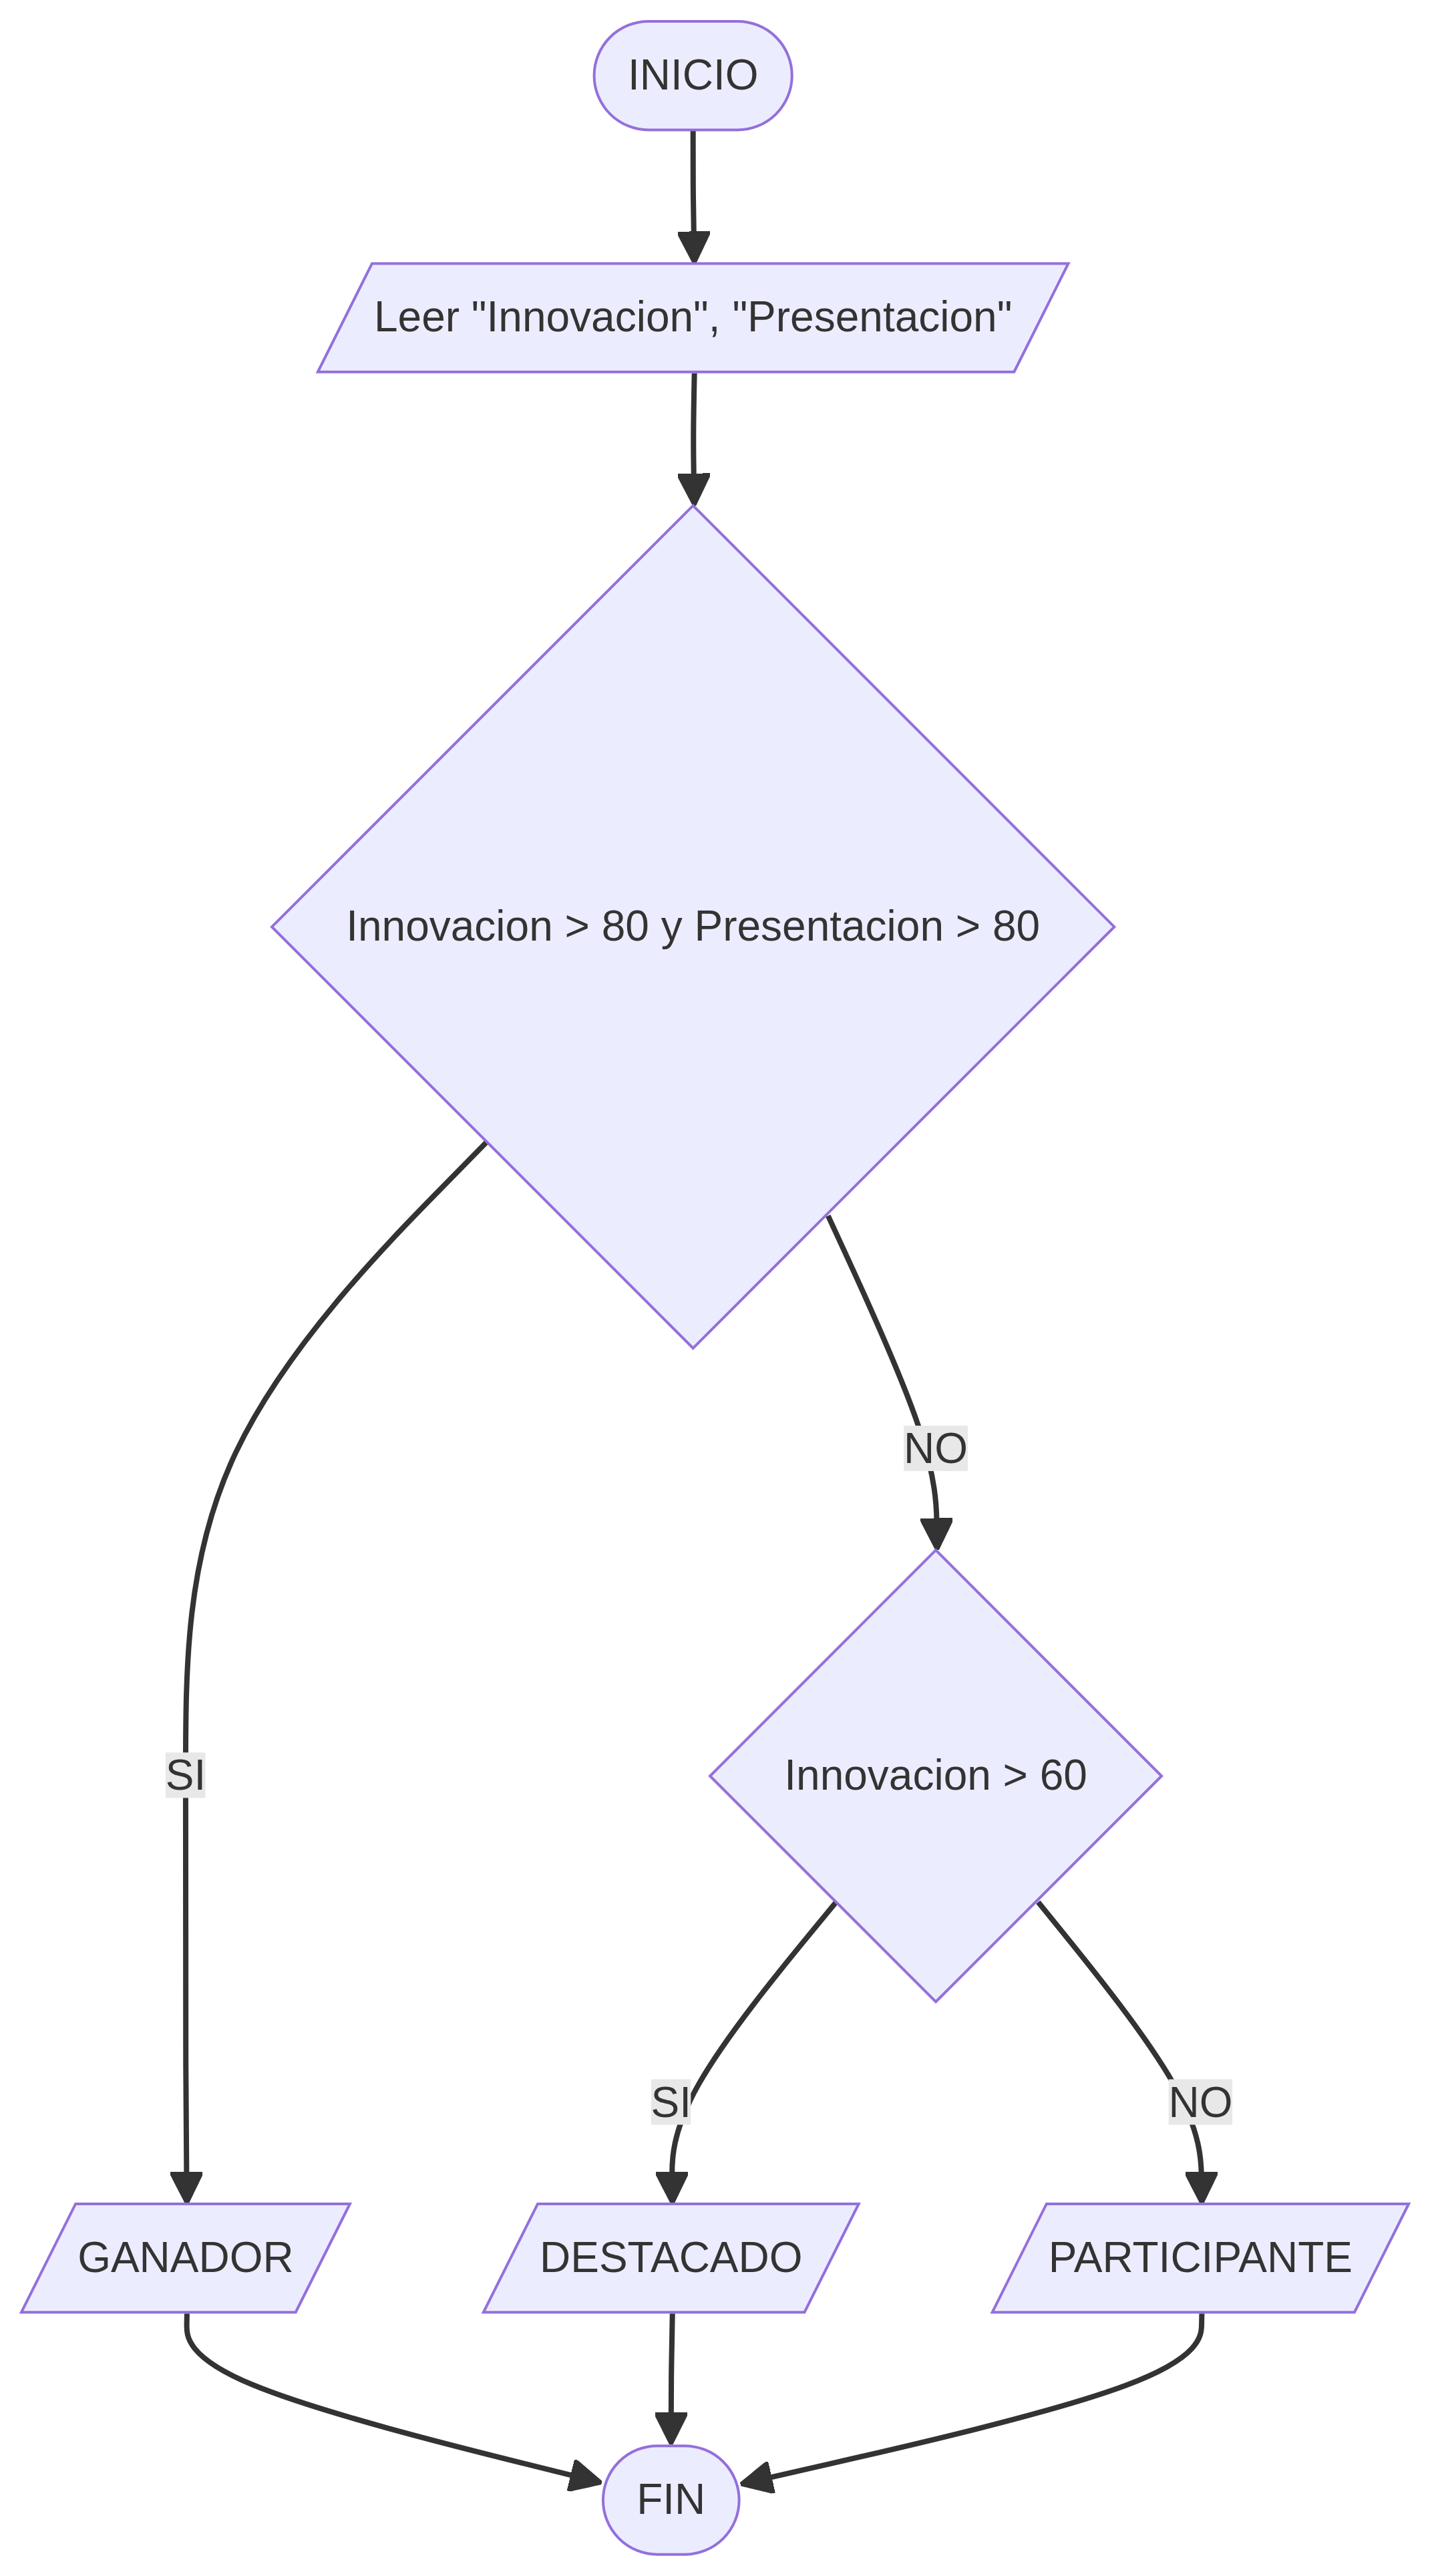 INICIO
Leer "Innovacion", "Presentacion"
Innovacion > 80 y Presentacion > 80
NO
SI
Innovacion > 60
SI
NO
GANADOR
DESTACADO
PARTICIPANTE
FIN